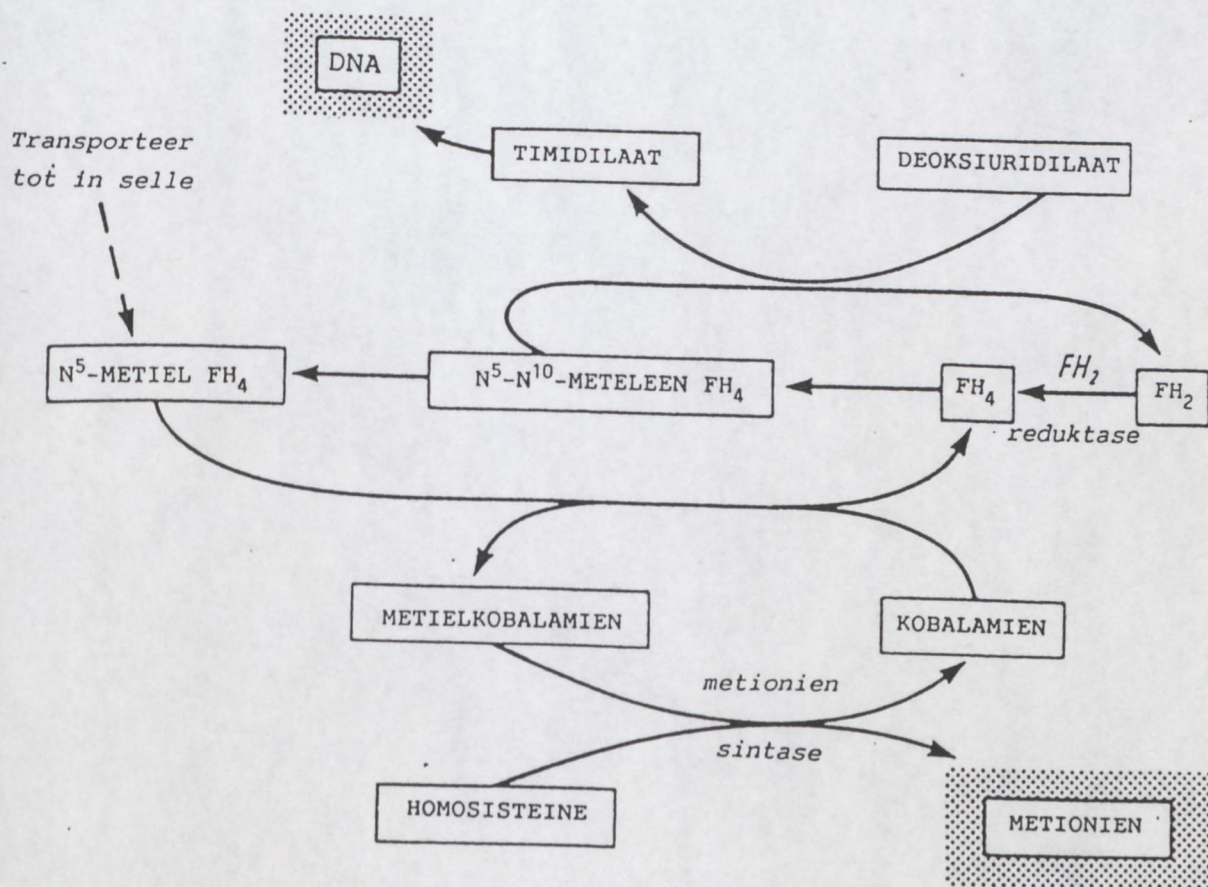 DNA
Transporteer
tot in selle
TIMIDILAAT
DEOKSIURIDILAAT
N⁵-METIEL FH₄
N⁵-N¹⁰-METELEEN FH₄
FH₄
FH₂
FH₂
reduktase
METIELKOBALAMIEN
KOBALAMIEN
metionien
sintase
HOMOSISTEINE
METIONIEN